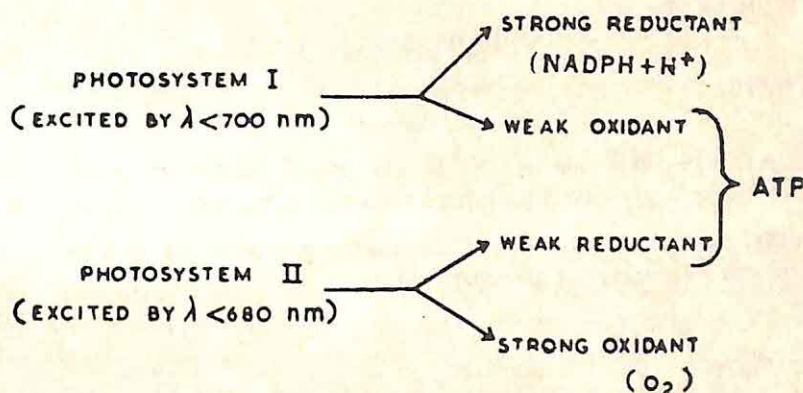 STRONG REDUCTANT
(NADPH + H⁺)
PHOTOSYSTEM I
(EXCITED BY λ < 700 nm)
WEAK OXIDANT
ATP
WEAK REDUCTANT
PHOTOSYSTEM II
(EXCITED BY λ < 680 nm)
STRONG OXIDANT
(O₂)